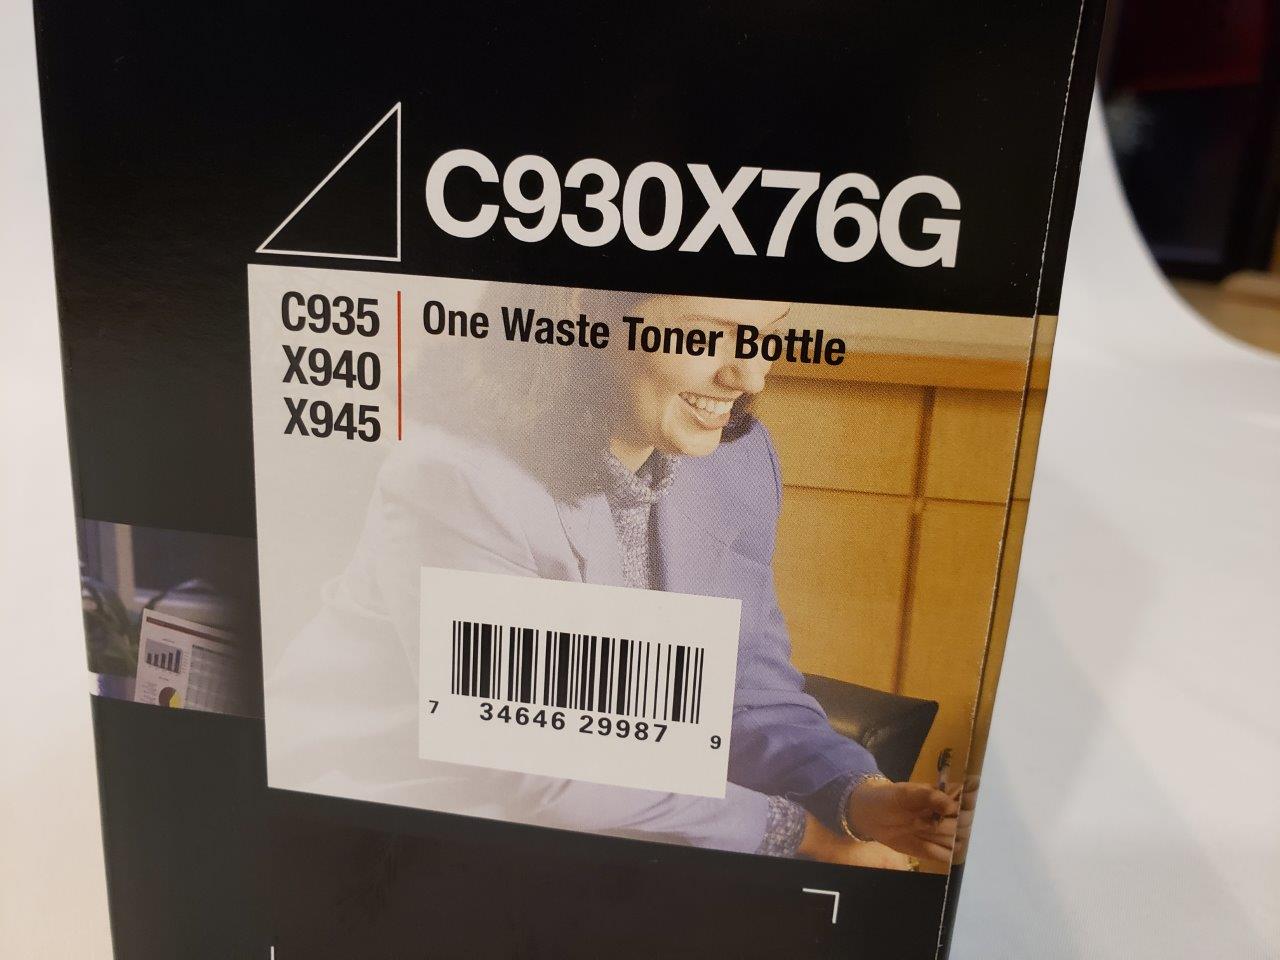 C930X76G
C935
X940
X945
One Waste Toner Bottle
7 34646 29987 9